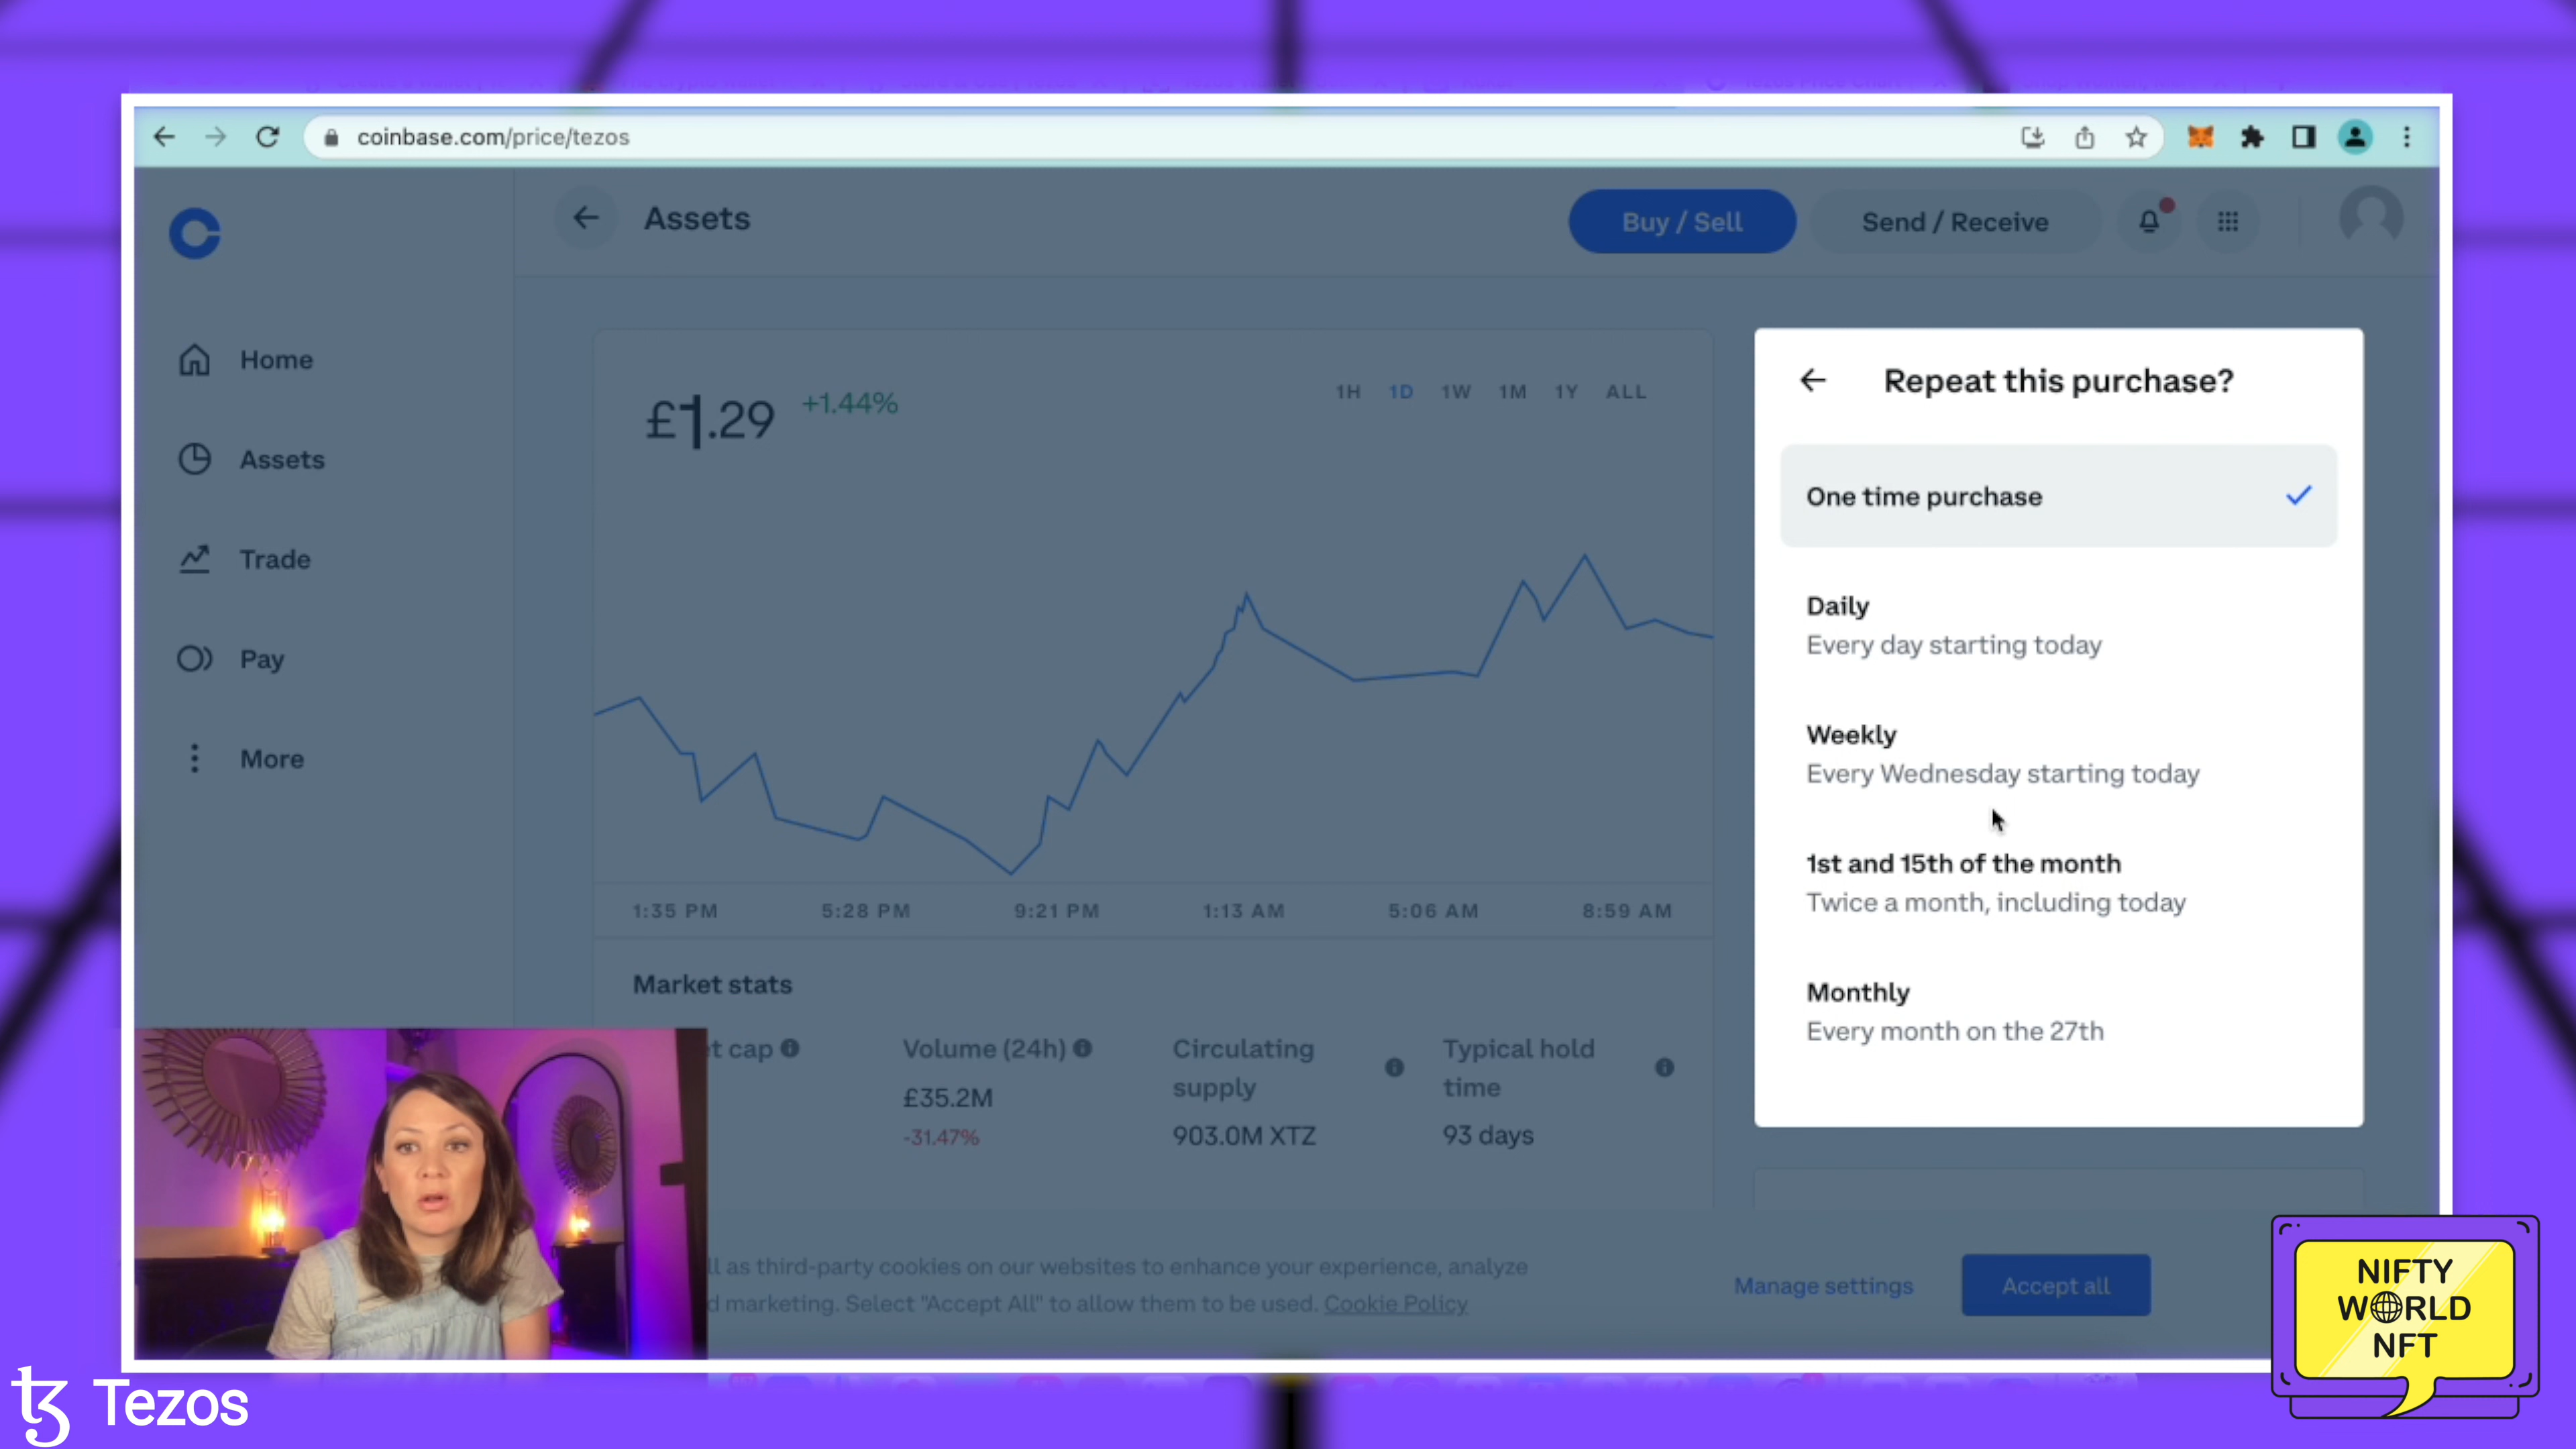 coinbase.com/price/tezos
Assets
Buy / Sell
Send / Receive
Home
Assets
Trade
Pay
More
£1.29
+1.44%
1H 1D 1W 1M 1Y ALL
1:35 PM 5:28 PM 9:21 PM 1:13 AM 5:06 AM 8:59 AM
Market stats
t cap
Volume (24h)
£35.2M
-31.47%
Circulating
supply
903.0M XTZ
Typical hold
time
93 days
Repeat this purchase?
One time purchase
Daily
Every day starting today
Weekly
Every Wednesday starting today
1st and 15th of the month
Twice a month, including today
Monthly
Every month on the 27th
ll as third-party cookies on our websites to enhance your experience, analyze
d marketing. Select "Accept All" to allow them to be used. Cookie Policy
Manage settings
Accept all
Tezos
NIFTY
WORLD
NFT